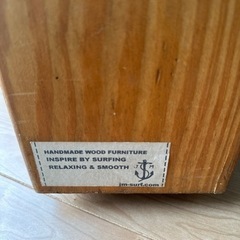 HANDMADE WOOD FURNITURE
INSPIRE BY SURFING
RELAXING & SMOOTH
J M
jm-surf.com